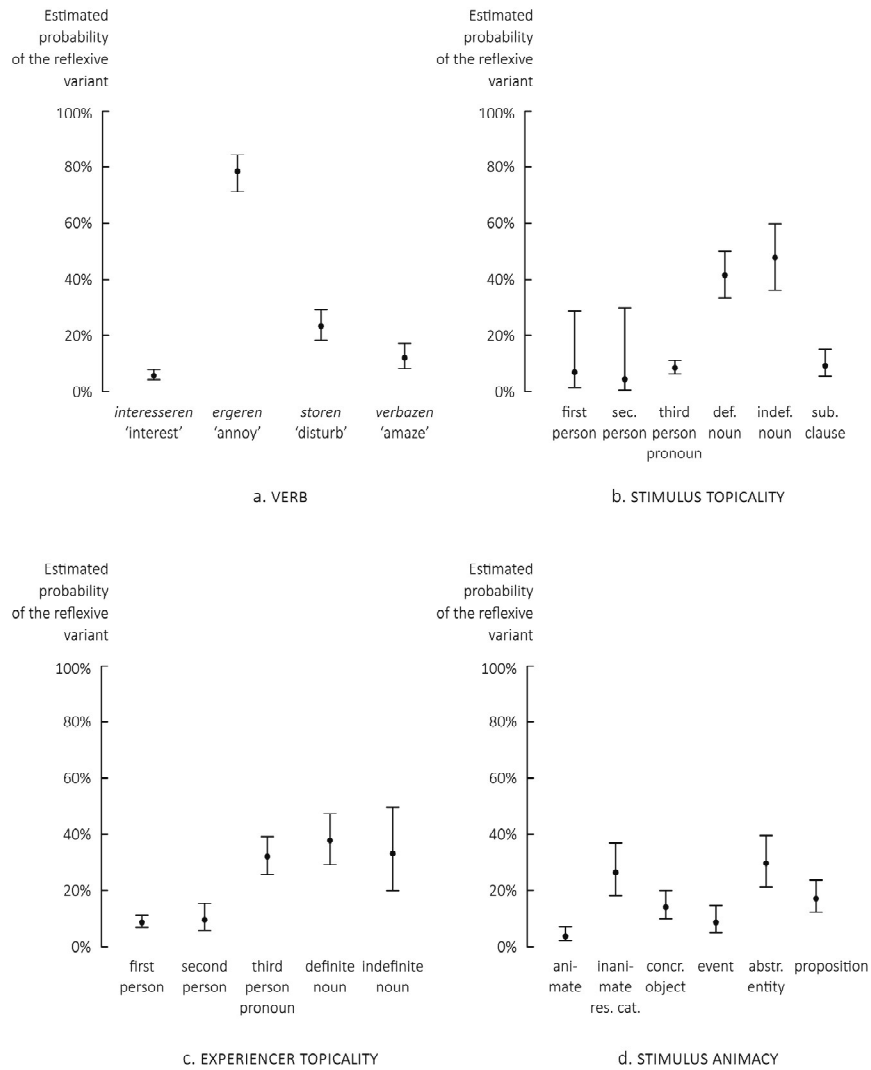 Estimated
probability
of the reflexive
variant
100%
80%
60%
40%
20%
0%
interesseren ergeren storen verbazen
‘interest’ ‘annoy’ ‘disturb’ ‘amaze’
a. VERB
Estimated
probability
of the reflexive
variant
100%
80%
60%
40%
20%
0%
first sec. third def. indef. sub.
person person person noun noun clause
pronoun
b. STIMULUS TOPICALITY
Estimated
probability
of the reflexive
variant
100%
80%
60%
40%
20%
0%
first second third definite indefinite
person person person noun noun
pronoun
c. EXPERIENCER TOPICALITY
Estimated
probability
of the reflexive
variant
100%
80%
60%
40%
20%
0%
ani- inani- concr. event abstr. proposition
mate mate object entity
res. cat.
d. STIMULUS ANIMACY